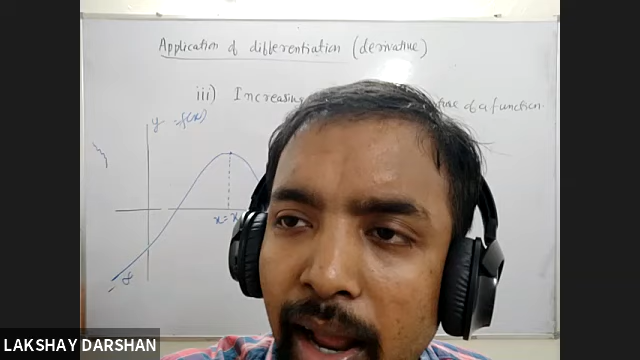 Application of differentiation (derivative)
iii) Increasing
of a function.
y = f(x)
x = x
- ∞
LAKSHAY DARSHAN